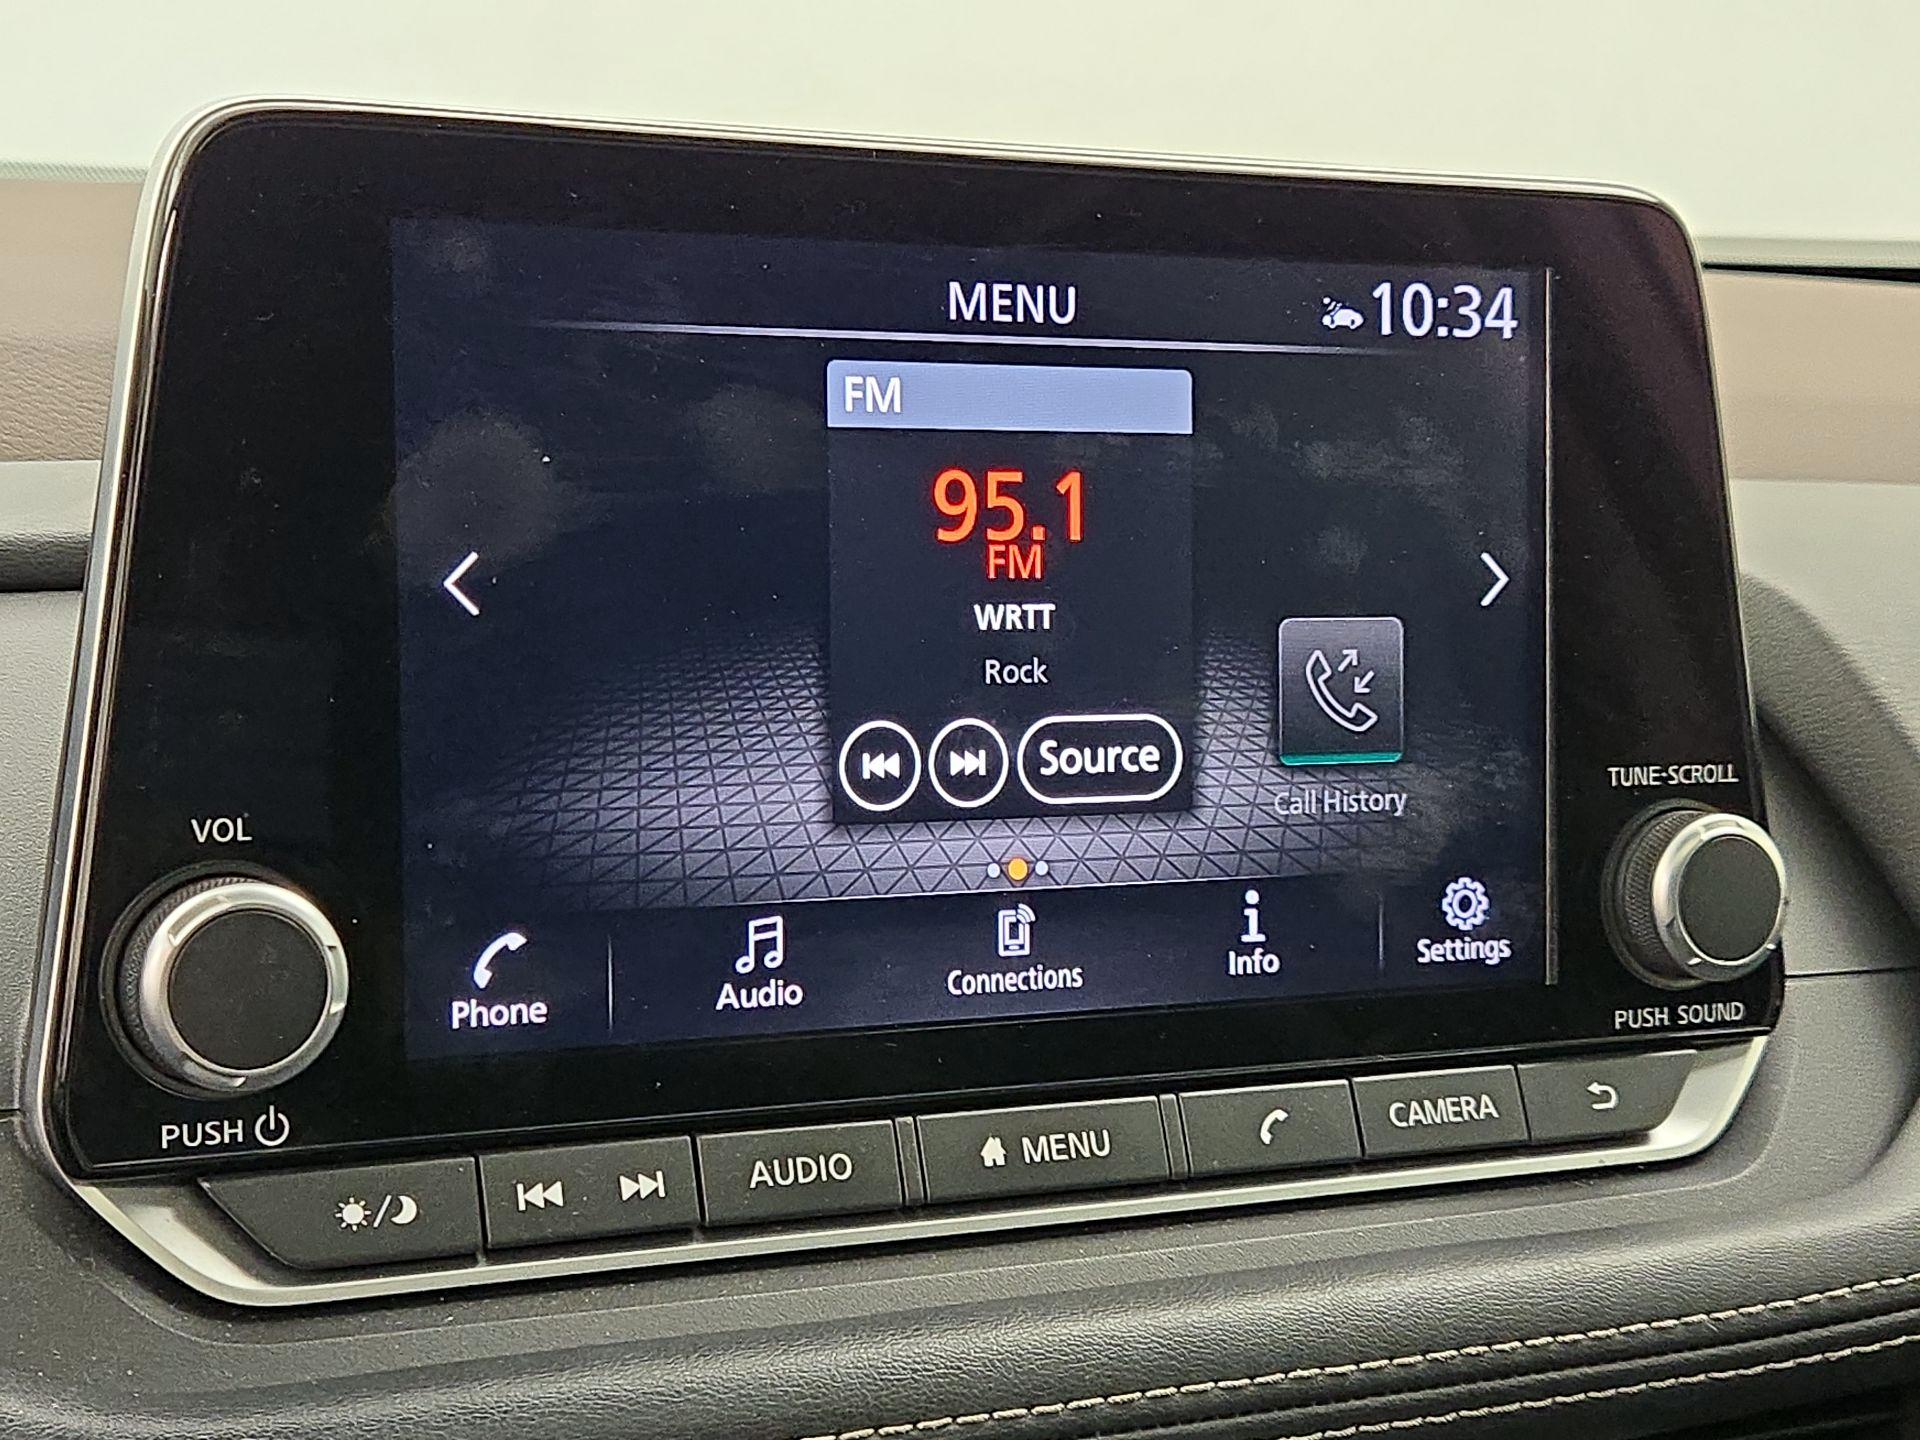 MENU
10:34
FM
95.1
FM
WRTT
Rock
Source
Call History
Phone
Audio
Connections
Info
Settings
VOL
PUSH
TUNE·SCROLL
PUSH SOUND
AUDIO
MENU
CAMERA